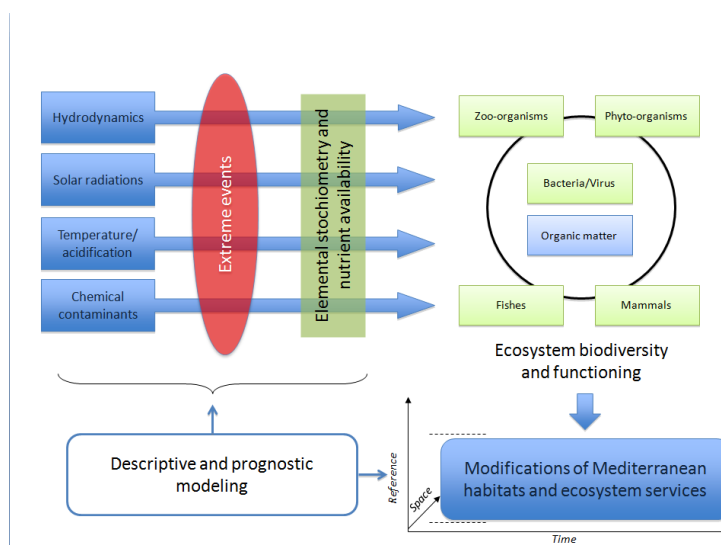 Hydrodynamics
Solar radiations
Temperature/
acidification
Chemical
contaminants
Extreme events
Elemental stochiometry and
nutrient availability
Zoo-organisms
Phyto-organisms
Bacteria/Virus
Organic matter
Fishes
Mammals
Ecosystem biodiversity
and functioning
Descriptive and prognostic
modeling
Reference
Space
Time
Modifications of Mediterranean
habitats and ecosystem services